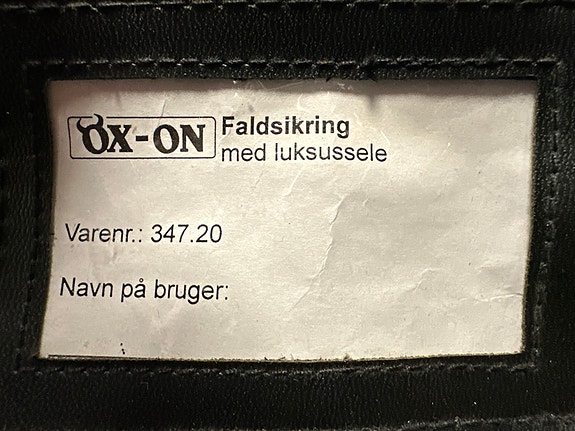 OX-ON
Faldsikring
med luksussele
Varenr.: 347.20
Navn på bruger: